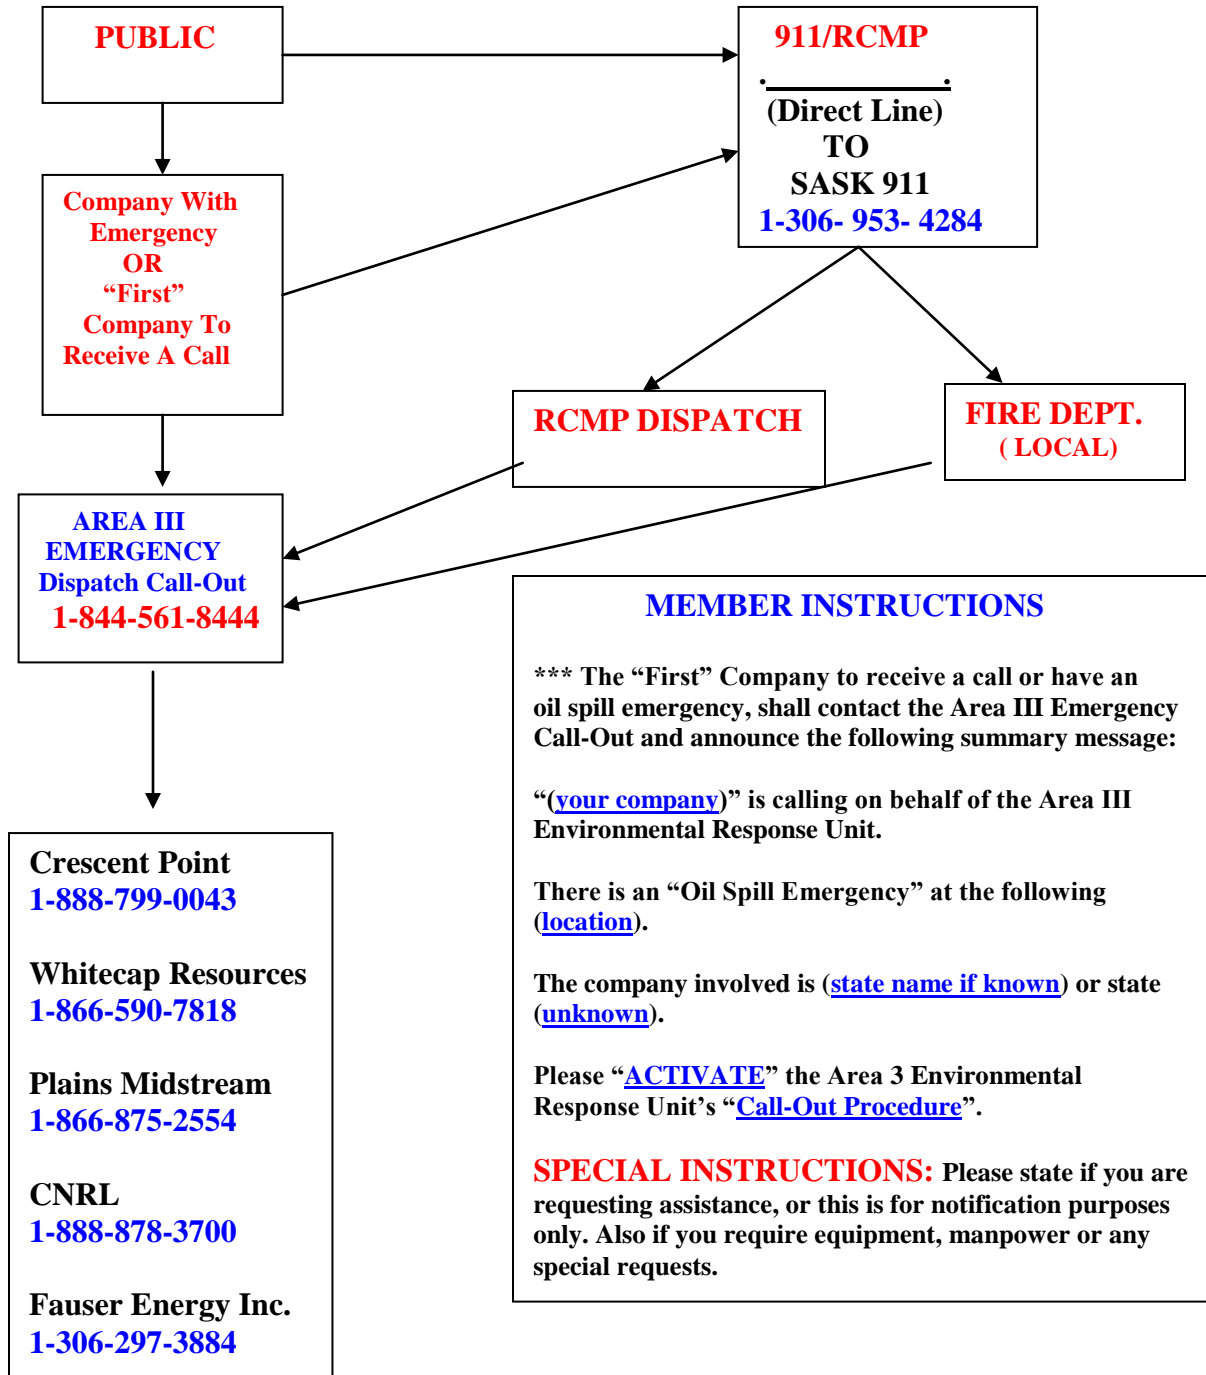 PUBLIC
911/RCMP
.____________.
(Direct Line)
TO
SASK 911
1-306- 953- 4284
Company With
Emergency
OR
“First”
Company To
Receive A Call
RCMP DISPATCH
FIRE DEPT.
( LOCAL)
AREA III
EMERGENCY
Dispatch Call-Out
1-844-561-8444
MEMBER INSTRUCTIONS
*** The “First” Company to receive a call or have an
oil spill emergency, shall contact the Area III Emergency
Call-Out and announce the following summary message:
“(your company)” is calling on behalf of the Area III
Environmental Response Unit.
There is an “Oil Spill Emergency” at the following
(location).
The company involved is (state name if known) or state
(unknown).
Please “ACTIVATE” the Area 3 Environmental
Response Unit’s “Call-Out Procedure”.
SPECIAL INSTRUCTIONS: Please state if you are
requesting assistance, or this is for notification purposes
only. Also if you require equipment, manpower or any
special requests.
Crescent Point
1-888-799-0043
Whitecap Resources
1-866-590-7818
Plains Midstream
1-866-875-2554
CNRL
1-888-878-3700
Fauser Energy Inc.
1-306-297-3884